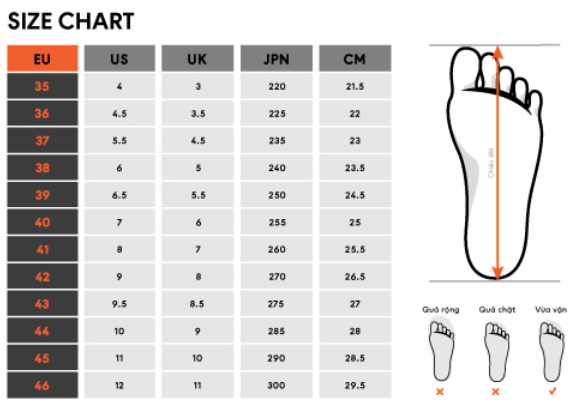 SIZE CHART
EU US UK JPN CM
35 4 3 220 21.5
36 4.5 3.5 225 22
37 5.5 4.5 235 23
38 6 5 240 23.5
39 6.5 5.5 250 24.5
40 7 6 255 25
41 8 7 260 25.5
42 9 8 270 26.5
43 9.5 8.5 275 27
44 10 9 285 28
45 11 10 290 28.5
46 12 11 300 29.5
Chiều dài
Quá rộng Quá chật Vừa vặn